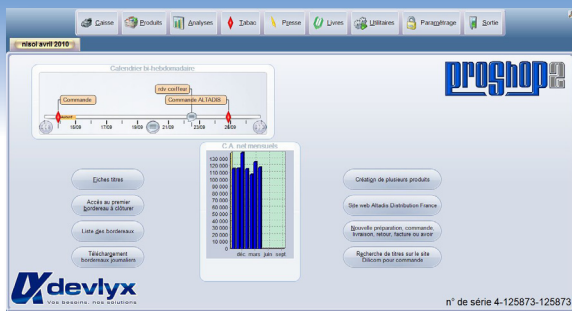 Caisse Produits Analyses Tabac Presse Livres Utilitaires Paramétrage Sortie
nisol avril 2010
Calendrier bi-hebdomadaire
rdv coiffeur
Commande Commande ALTADIS
15/09 17/09 19/09 21/09 23/09 26/09
proshop2
C.A. net mensuels
130 000
120 000
110 000
100 000
90 000
80 000
70 000
60 000
50 000
40 000
30 000
20 000
10 000
0
déc mars juin sept
Fiches titres
Accès au premier
bordereau à clôturer
Liste des bordereaux
Téléchargement
bordereaux journaliers
Création de plusieurs produits
Site web Altadis Distribution France
Nouvelle préparation, commande,
livraison, retour, facture ou avoir
Recherche de titres sur le site
Dilicom pour commande
devlyx
Vos besoins, nos solutions
n° de série 4-125873-125873